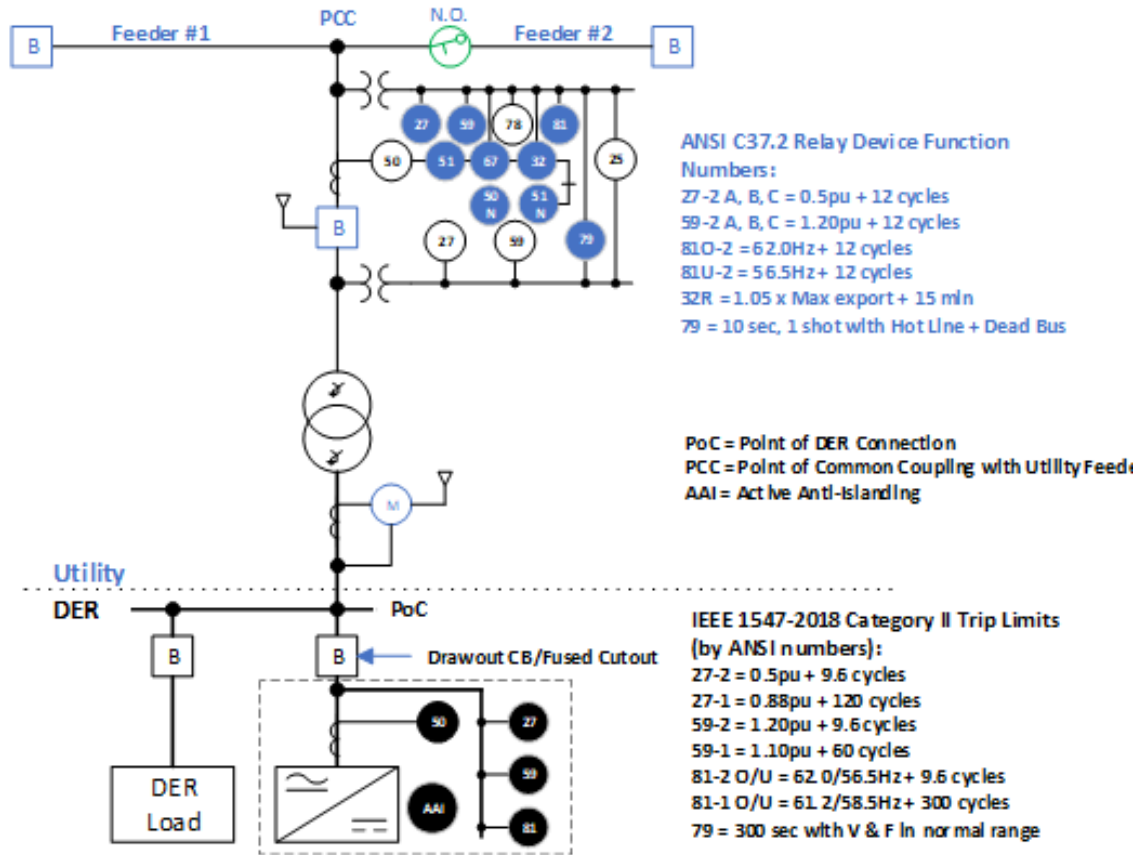 PCC
N.O.
B
Feeder #1
Feeder #2
B
27
59
78
81
50
51
67
32
25
50
N
51
N
B
27
59
79
ANSI C37.2 Relay Device Function
Numbers:
27-2 A, B, C = 0.5pu + 12 cycles
59-2 A, B, C = 1.20pu + 12 cycles
81O-2 = 62.0Hz + 12 cycles
81U-2 = 56.5Hz + 12 cycles
32R = 1.05 x Max export + 15 min
79 = 10 sec, 1 shot with Hot Line + Dead Bus
PoC = Point of DER Connection
PCC = Point of Common Coupling with Utility Feede
AAI = Active Anti-Islanding
M
Utility
DER
PoC
B
B
Drawout CB/Fused Cutout
50
27
59
AAI
81
DER
Load
IEEE 1547-2018 Category II Trip Limits
(by ANSI numbers):
27-2 = 0.5pu + 9.6 cycles
27-1 = 0.88pu + 120 cycles
59-2 = 1.20pu + 9.6 cycles
59-1 = 1.10pu + 60 cycles
81-2 O/U = 62.0/56.5Hz + 9.6 cycles
81-1 O/U = 61.2/58.5Hz + 300 cycles
79 = 300 sec with V & F in normal range